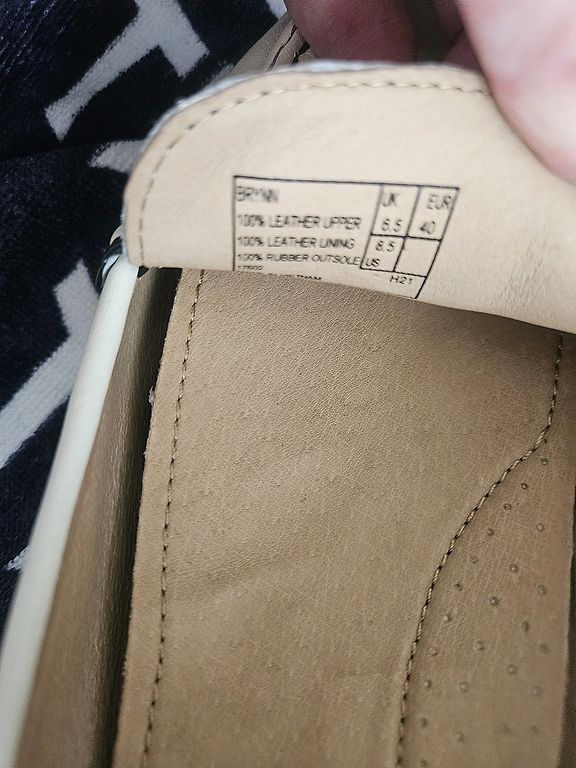 BRYNN UK EUR
100% LEATHER UPPER 6.5 40
100% LEATHER LINING 8.5
100% RUBBER OUTSOLE US
H21